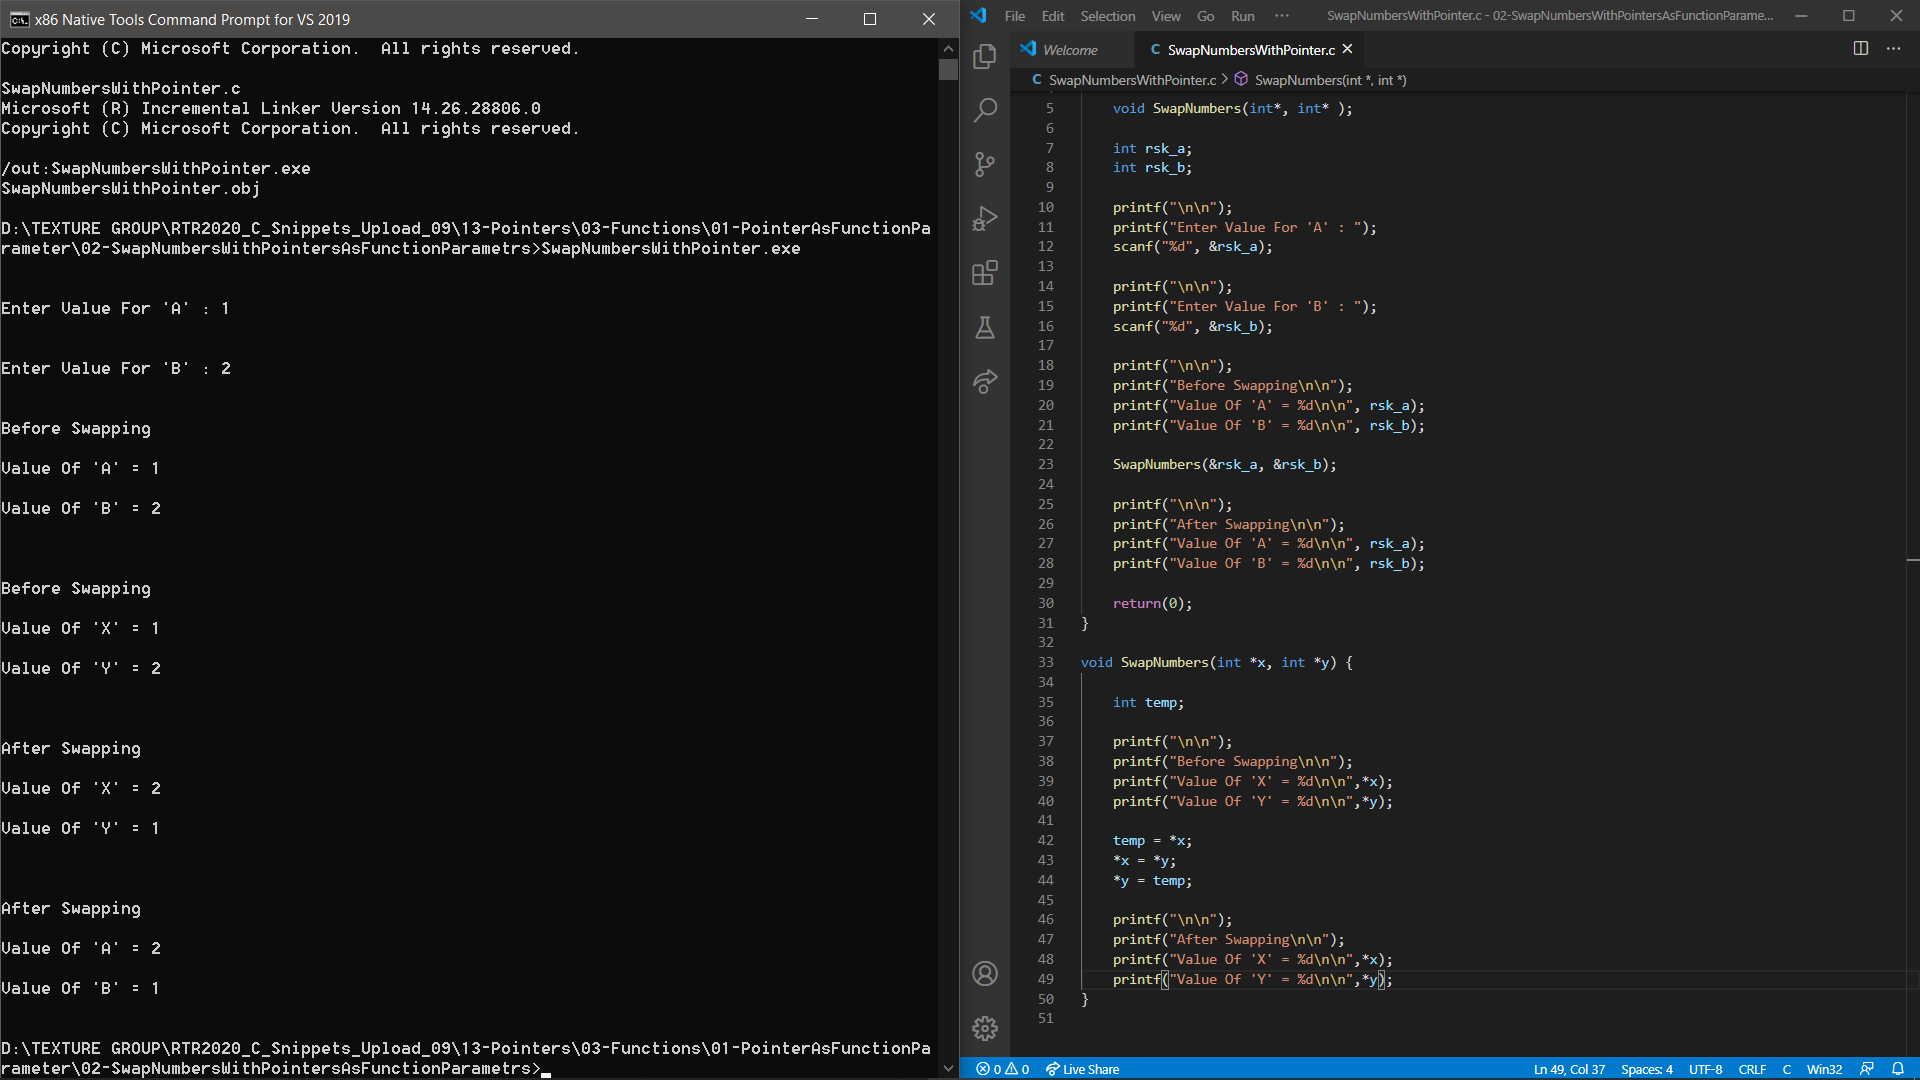 x86 Native Tools Command Prompt for VS 2019
Copyright (C) Microsoft Corporation.  All rights reserved.
SwapNumbersWithPointer.c
Microsoft (R) Incremental Linker Version 14.26.28806.0
Copyright (C) Microsoft Corporation.  All rights reserved.
/out:SwapNumbersWithPointer.exe
SwapNumbersWithPointer.obj
D:\TEXTURE GROUP\RTR2020_C_Snippets_Upload_09\13-Pointers\03-Functions\01-PointerAsFunctionPa
rameter\02-SwapNumbersWithPointersAsFunctionParametrs>SwapNumbersWithPointer.exe
Enter Value For 'A' : 1
Enter Value For 'B' : 2
Before Swapping
Value Of 'A' = 1
Value Of 'B' = 2
Before Swapping
Value Of 'X' = 1
Value Of 'Y' = 2
After Swapping
Value Of 'X' = 2
Value Of 'Y' = 1
After Swapping
Value Of 'A' = 2
Value Of 'B' = 1
D:\TEXTURE GROUP\RTR2020_C_Snippets_Upload_09\13-Pointers\03-Functions\01-PointerAsFunctionPa
rameter\02-SwapNumbersWithPointersAsFunctionParametrs>
File Edit Selection View Go Run ··· SwapNumbersWithPointer.c - 02-SwapNumbersWithPointersAsFunctionParame...
Welcome C SwapNumbersWithPointer.c
C SwapNumbersWithPointer.c > SwapNumbers(int *, int *)
5 void SwapNumbers(int*, int* );
6
7 int rsk_a;
8 int rsk_b;
9
10 printf("\n\n");
11 printf("Enter Value For 'A' : ");
12 scanf("%d", &rsk_a);
13
14 printf("\n\n");
15 printf("Enter Value For 'B' : ");
16 scanf("%d", &rsk_b);
17
18 printf("\n\n");
19 printf("Before Swapping\n\n");
20 printf("Value Of 'A' = %d\n\n", rsk_a);
21 printf("Value Of 'B' = %d\n\n", rsk_b);
22
23 SwapNumbers(&rsk_a, &rsk_b);
24
25 printf("\n\n");
26 printf("After Swapping\n\n");
27 printf("Value Of 'A' = %d\n\n", rsk_a);
28 printf("Value Of 'B' = %d\n\n", rsk_b);
29
30 return(0);
31 }
32
33 void SwapNumbers(int *x, int *y) {
34
35 int temp;
36
37 printf("\n\n");
38 printf("Before Swapping\n\n");
39 printf("Value Of 'X' = %d\n\n",*x);
40 printf("Value Of 'Y' = %d\n\n",*y);
41
42 temp = *x;
43 *x = *y;
44 *y = temp;
45
46 printf("\n\n");
47 printf("After Swapping\n\n");
48 printf("Value Of 'X' = %d\n\n",*x);
49 printf("Value Of 'Y' = %d\n\n",*y);
50 }
51
0 0 Live Share Ln 49, Col 37 Spaces: 4 UTF-8 CRLF C Win32